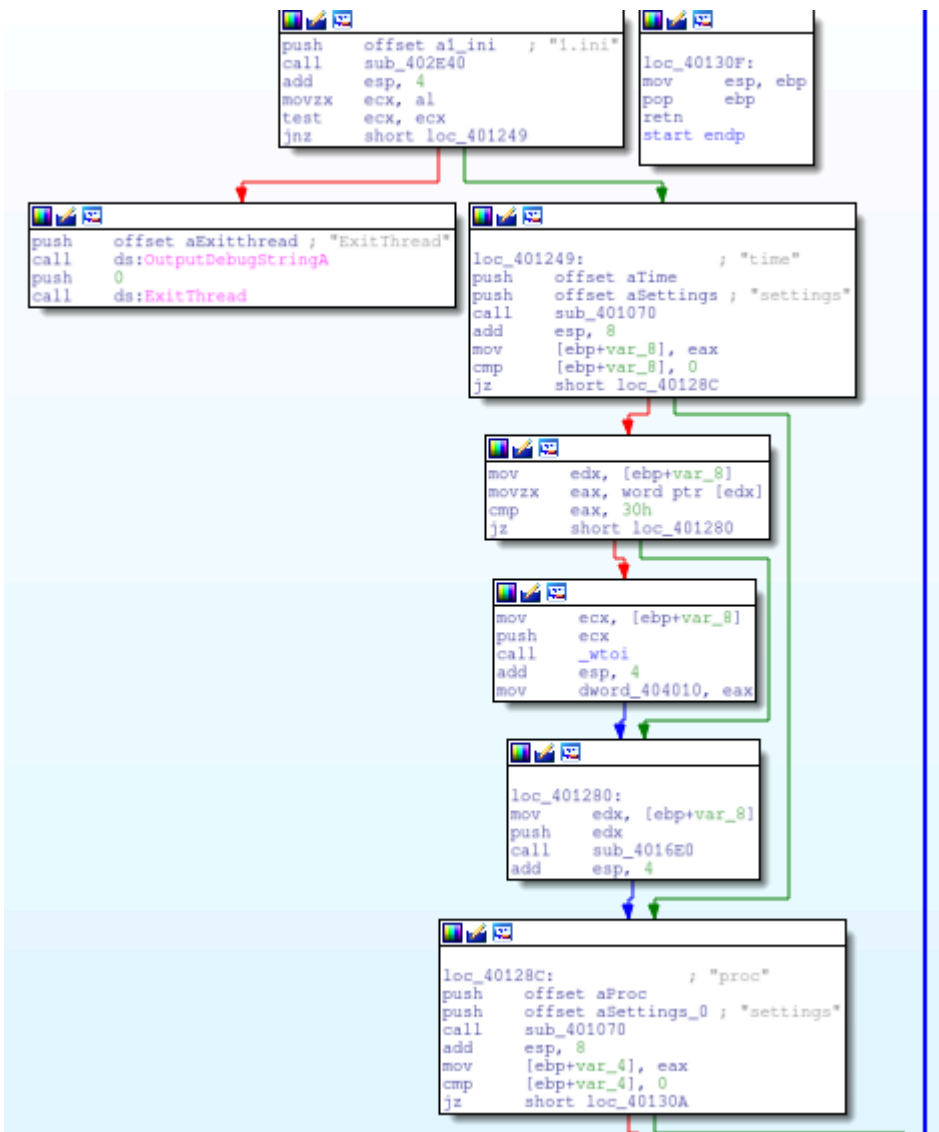 push    offset a1_ini   ; "1.ini"
call    sub_402E40
add     esp, 4
movzx   ecx, al
test    ecx, ecx
jnz     short loc_401249
loc_40130F:
mov     esp, ebp
pop     ebp
retn
start endp
push    offset aExitthread ; "ExitThread"
call    ds:OutputDebugStringA
push    0
call    ds:ExitThread
loc_401249:             ; "time"
push    offset aTime
push    offset aSettings ; "settings"
call    sub_401070
add     esp, 8
mov     [ebp+var_8], eax
cmp     [ebp+var_8], 0
jz      short loc_40128C
mov     edx, [ebp+var_8]
movzx   eax, word ptr [edx]
cmp     eax, 30h
jz      short loc_401280
mov     ecx, [ebp+var_8]
push    ecx
call    _wtoi
add     esp, 4
mov     dword_404010, eax
loc_401280:
mov     edx, [ebp+var_8]
push    edx
call    sub_4016E0
add     esp, 4
loc_40128C:             ; "proc"
push    offset aProc
push    offset aSettings_0 ; "settings"
call    sub_401070
add     esp, 8
mov     [ebp+var_4], eax
cmp     [ebp+var_4], 0
jz      short loc_40130A